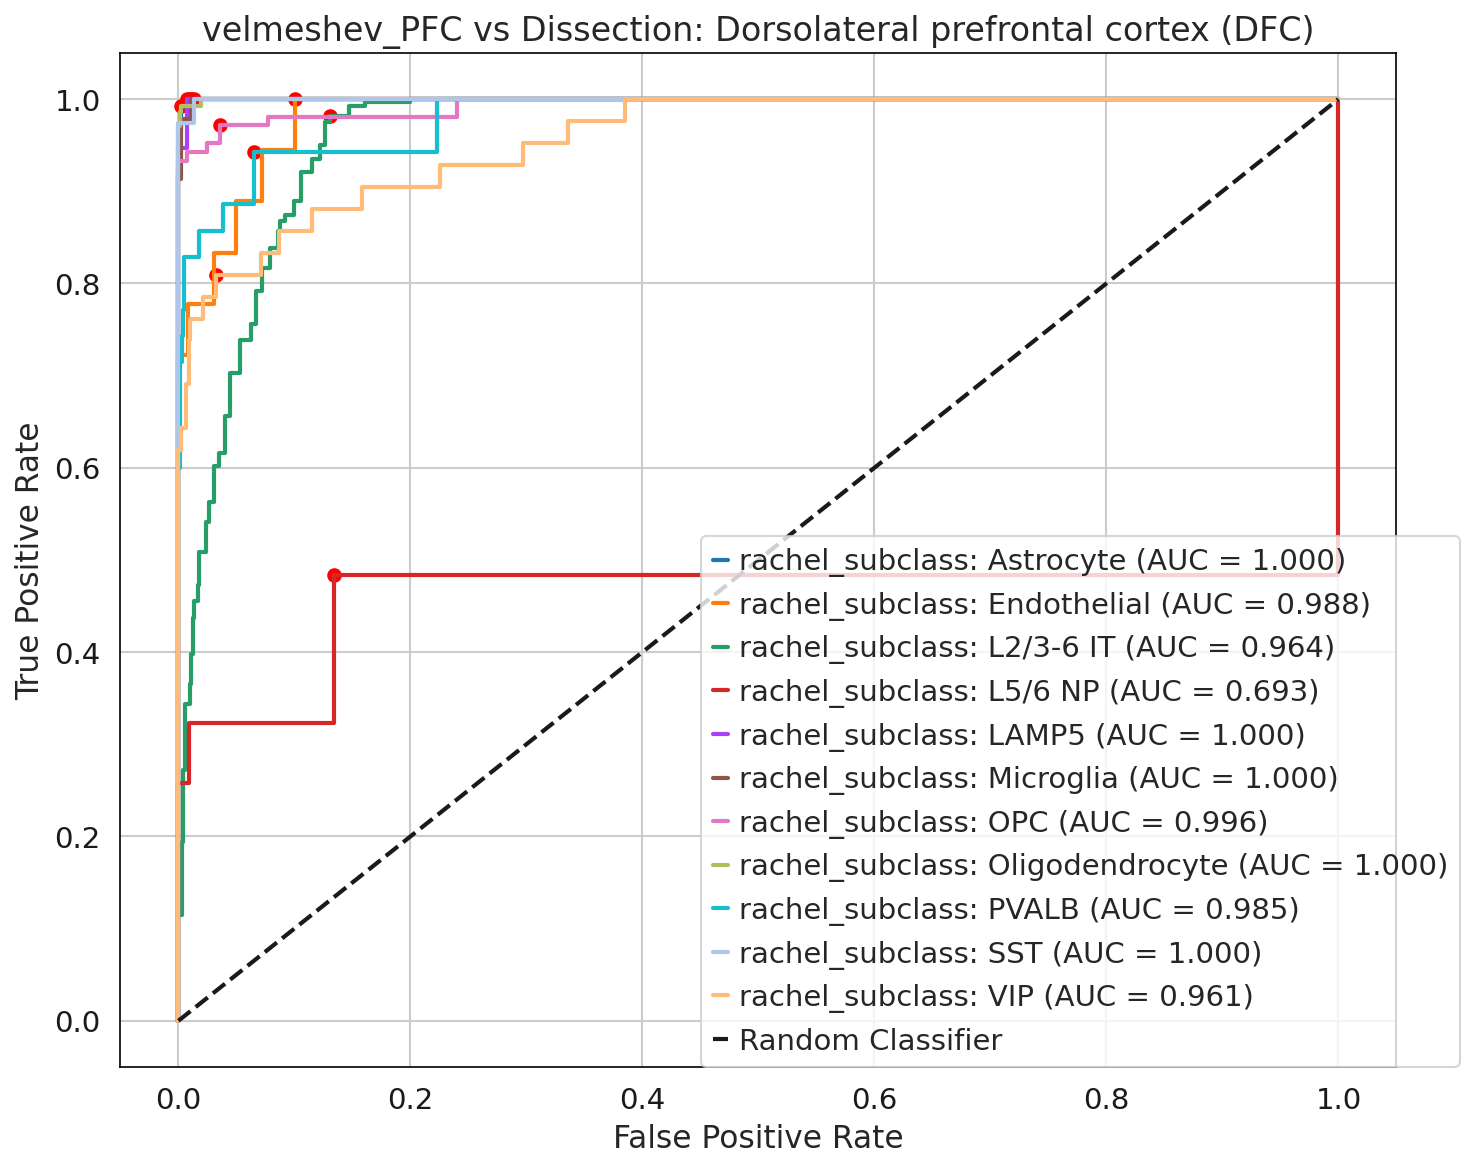 velmeshev_PFC vs Dissection: Dorsolateral prefrontal cortex (DFC)
True Positive Rate
1.0
0.8
0.6
0.4
0.2
0.0
rachel_subclass: Astrocyte (AUC = 1.000)
rachel_subclass: Endothelial (AUC = 0.988)
rachel_subclass: L2/3-6 IT (AUC = 0.964)
rachel_subclass: L5/6 NP (AUC = 0.693)
rachel_subclass: LAMP5 (AUC = 1.000)
rachel_subclass: Microglia (AUC = 1.000)
rachel_subclass: OPC (AUC = 0.996)
rachel_subclass: Oligodendrocyte (AUC = 1.000)
rachel_subclass: PVALB (AUC = 0.985)
rachel_subclass: SST (AUC = 1.000)
rachel_subclass: VIP (AUC = 0.961)
Random Classifier
0.0 0.2 0.4 0.6 0.8 1.0
False Positive Rate